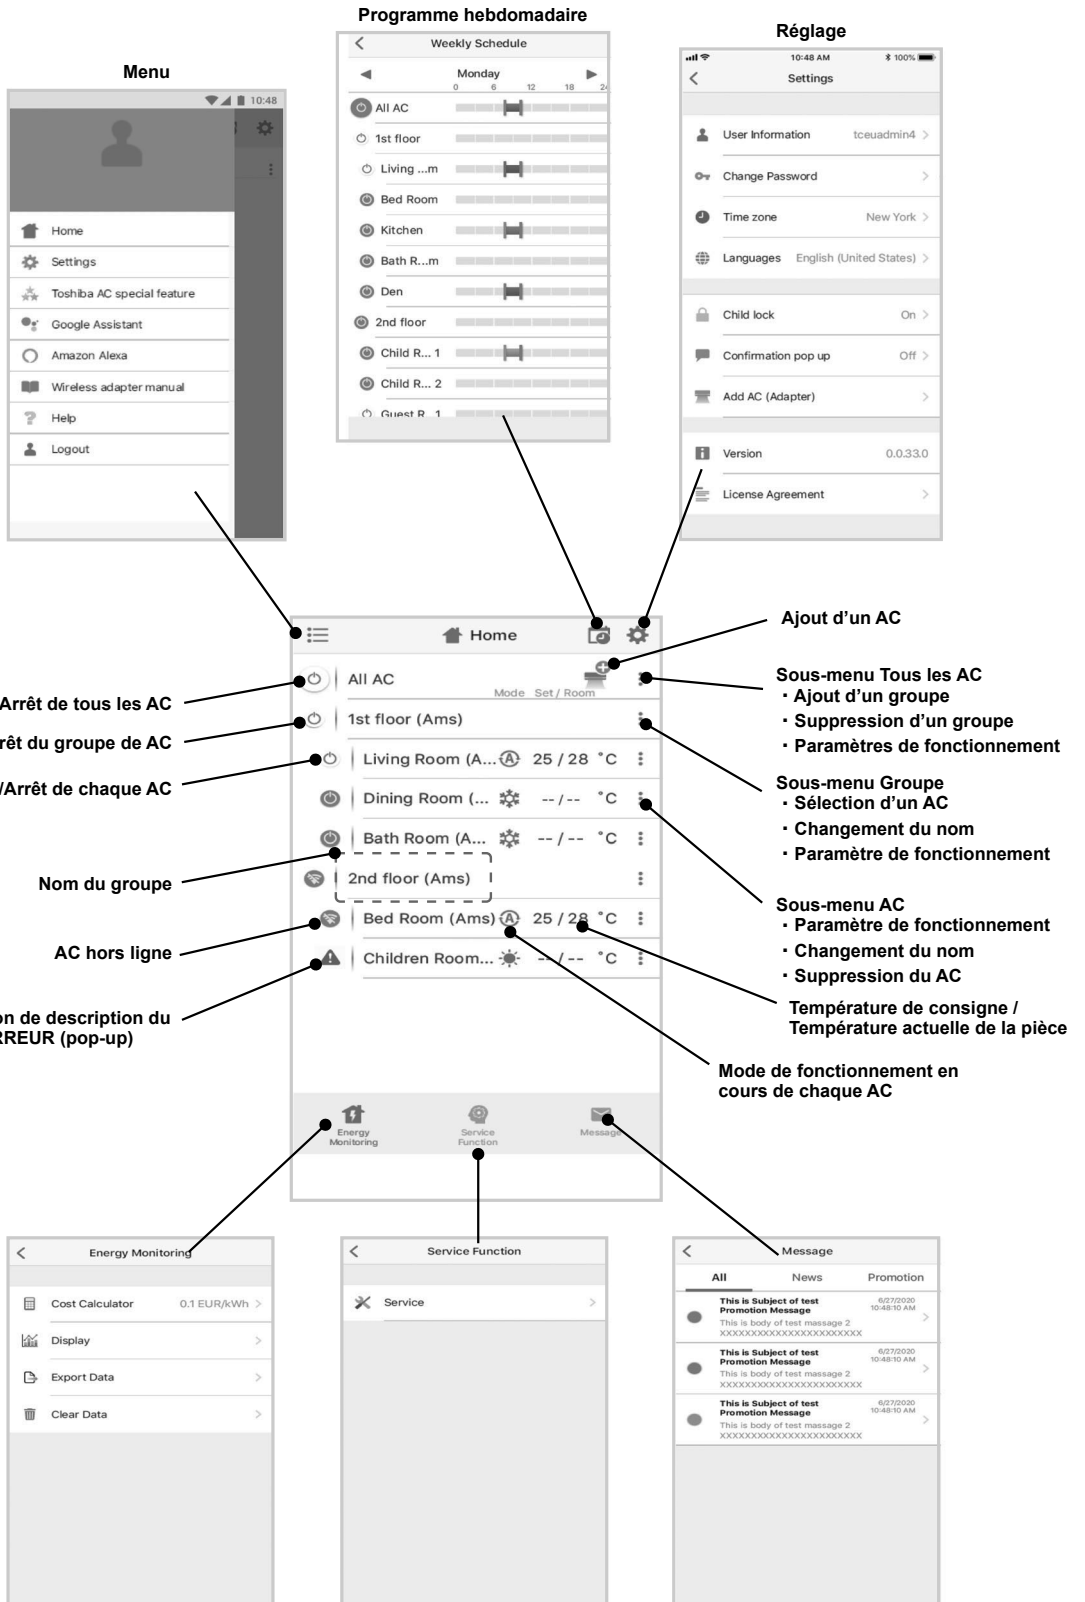 Programme hebdomadaire
Réglage
Menu
Weekly Schedule
Monday
0 6 12 18 24
All AC
1st floor
Living ...m
Bed Room
Kitchen
Bath R...m
Den
2nd floor
Child R... 1
Child R... 2
Guest R...1
10:48 AM
100%
Settings
User Information tceuadmin4
Change Password
Time zone New York
Languages English (United States)
Child lock On
Confirmation pop up Off
Add AC (Adapter)
Version 0.0.33.0
License Agreement
10:48
Home
Settings
Toshiba AC special feature
Google Assistant
Amazon Alexa
Wireless adapter manual
Help
Logout
Home
All AC
Mode Set / Room
1st floor (Ams)
Living Room (A... A 25 / 28 °C
Dining Room (... -- / -- °C
Bath Room (A... -- / -- °C
2nd floor (Ams)
Bed Room (Ams) A 25 / 28 °C
Children Room... -- / -- °C
Energy Monitoring
Service Function
Message
Arrêt de tous les AC
rêt du groupe de AC
/Arrêt de chaque AC
Nom du groupe
AC hors ligne
on de description du
RREUR (pop-up)
Ajout d’un AC
Sous-menu Tous les AC
· Ajout d’un groupe
· Suppression d’un groupe
· Paramètres de fonctionnement
Sous-menu Groupe
· Sélection d’un AC
· Changement du nom
· Paramètre de fonctionnement
Sous-menu AC
· Paramètre de fonctionnement
· Changement du nom
· Suppression du AC
Température de consigne /
Température actuelle de la pièce
Mode de fonctionnement en
cours de chaque AC
Energy Monitoring
Cost Calculator 0.1 EUR/kWh
Display
Export Data
Clear Data
Service Function
Service
Message
All News Promotion
This is Subject of test 6/27/2020
Promotion Message 10:48:10 AM
This is body of test massage 2
XXXXXXXXXXXXXXXXXXXXXXX
This is Subject of test 6/27/2020
Promotion Message 10:48:10 AM
This is body of test massage 2
XXXXXXXXXXXXXXXXXXXXXXX
This is Subject of test 6/27/2020
Promotion Message 10:48:10 AM
This is body of test massage 2
XXXXXXXXXXXXXXXXXXXXXXX